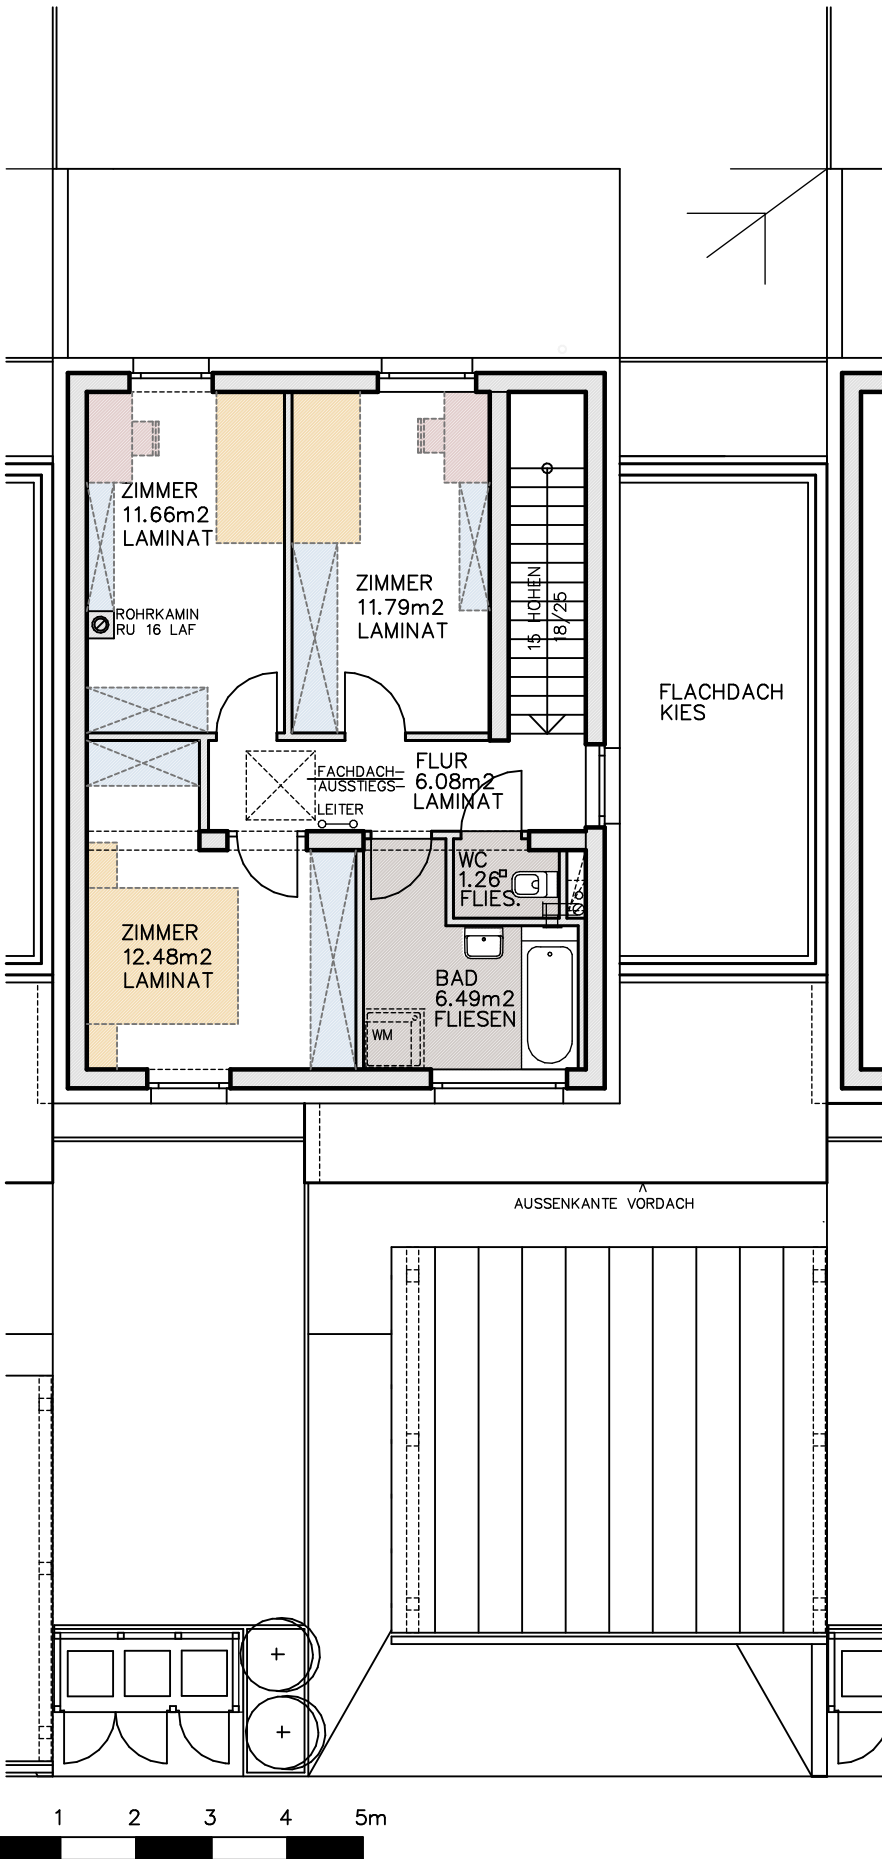 ZIMMER
11.66m2
LAMINAT
ZIMMER
11.79m2
LAMINAT
15 HOHEN
18/25
ROHRKAMIN
RU 16 LAF
FLACHDACH
KIES
FLUR
6.08m2
LAMINAT
FACHDACH-
AUSSTIEGS-
LEITER
WC
1.26
FLIES.
ZIMMER
12.48m2
LAMINAT
BAD
6.49m2
FLIESEN
WM
AUSSENKANTE VORDACH
1 2 3 4 5m